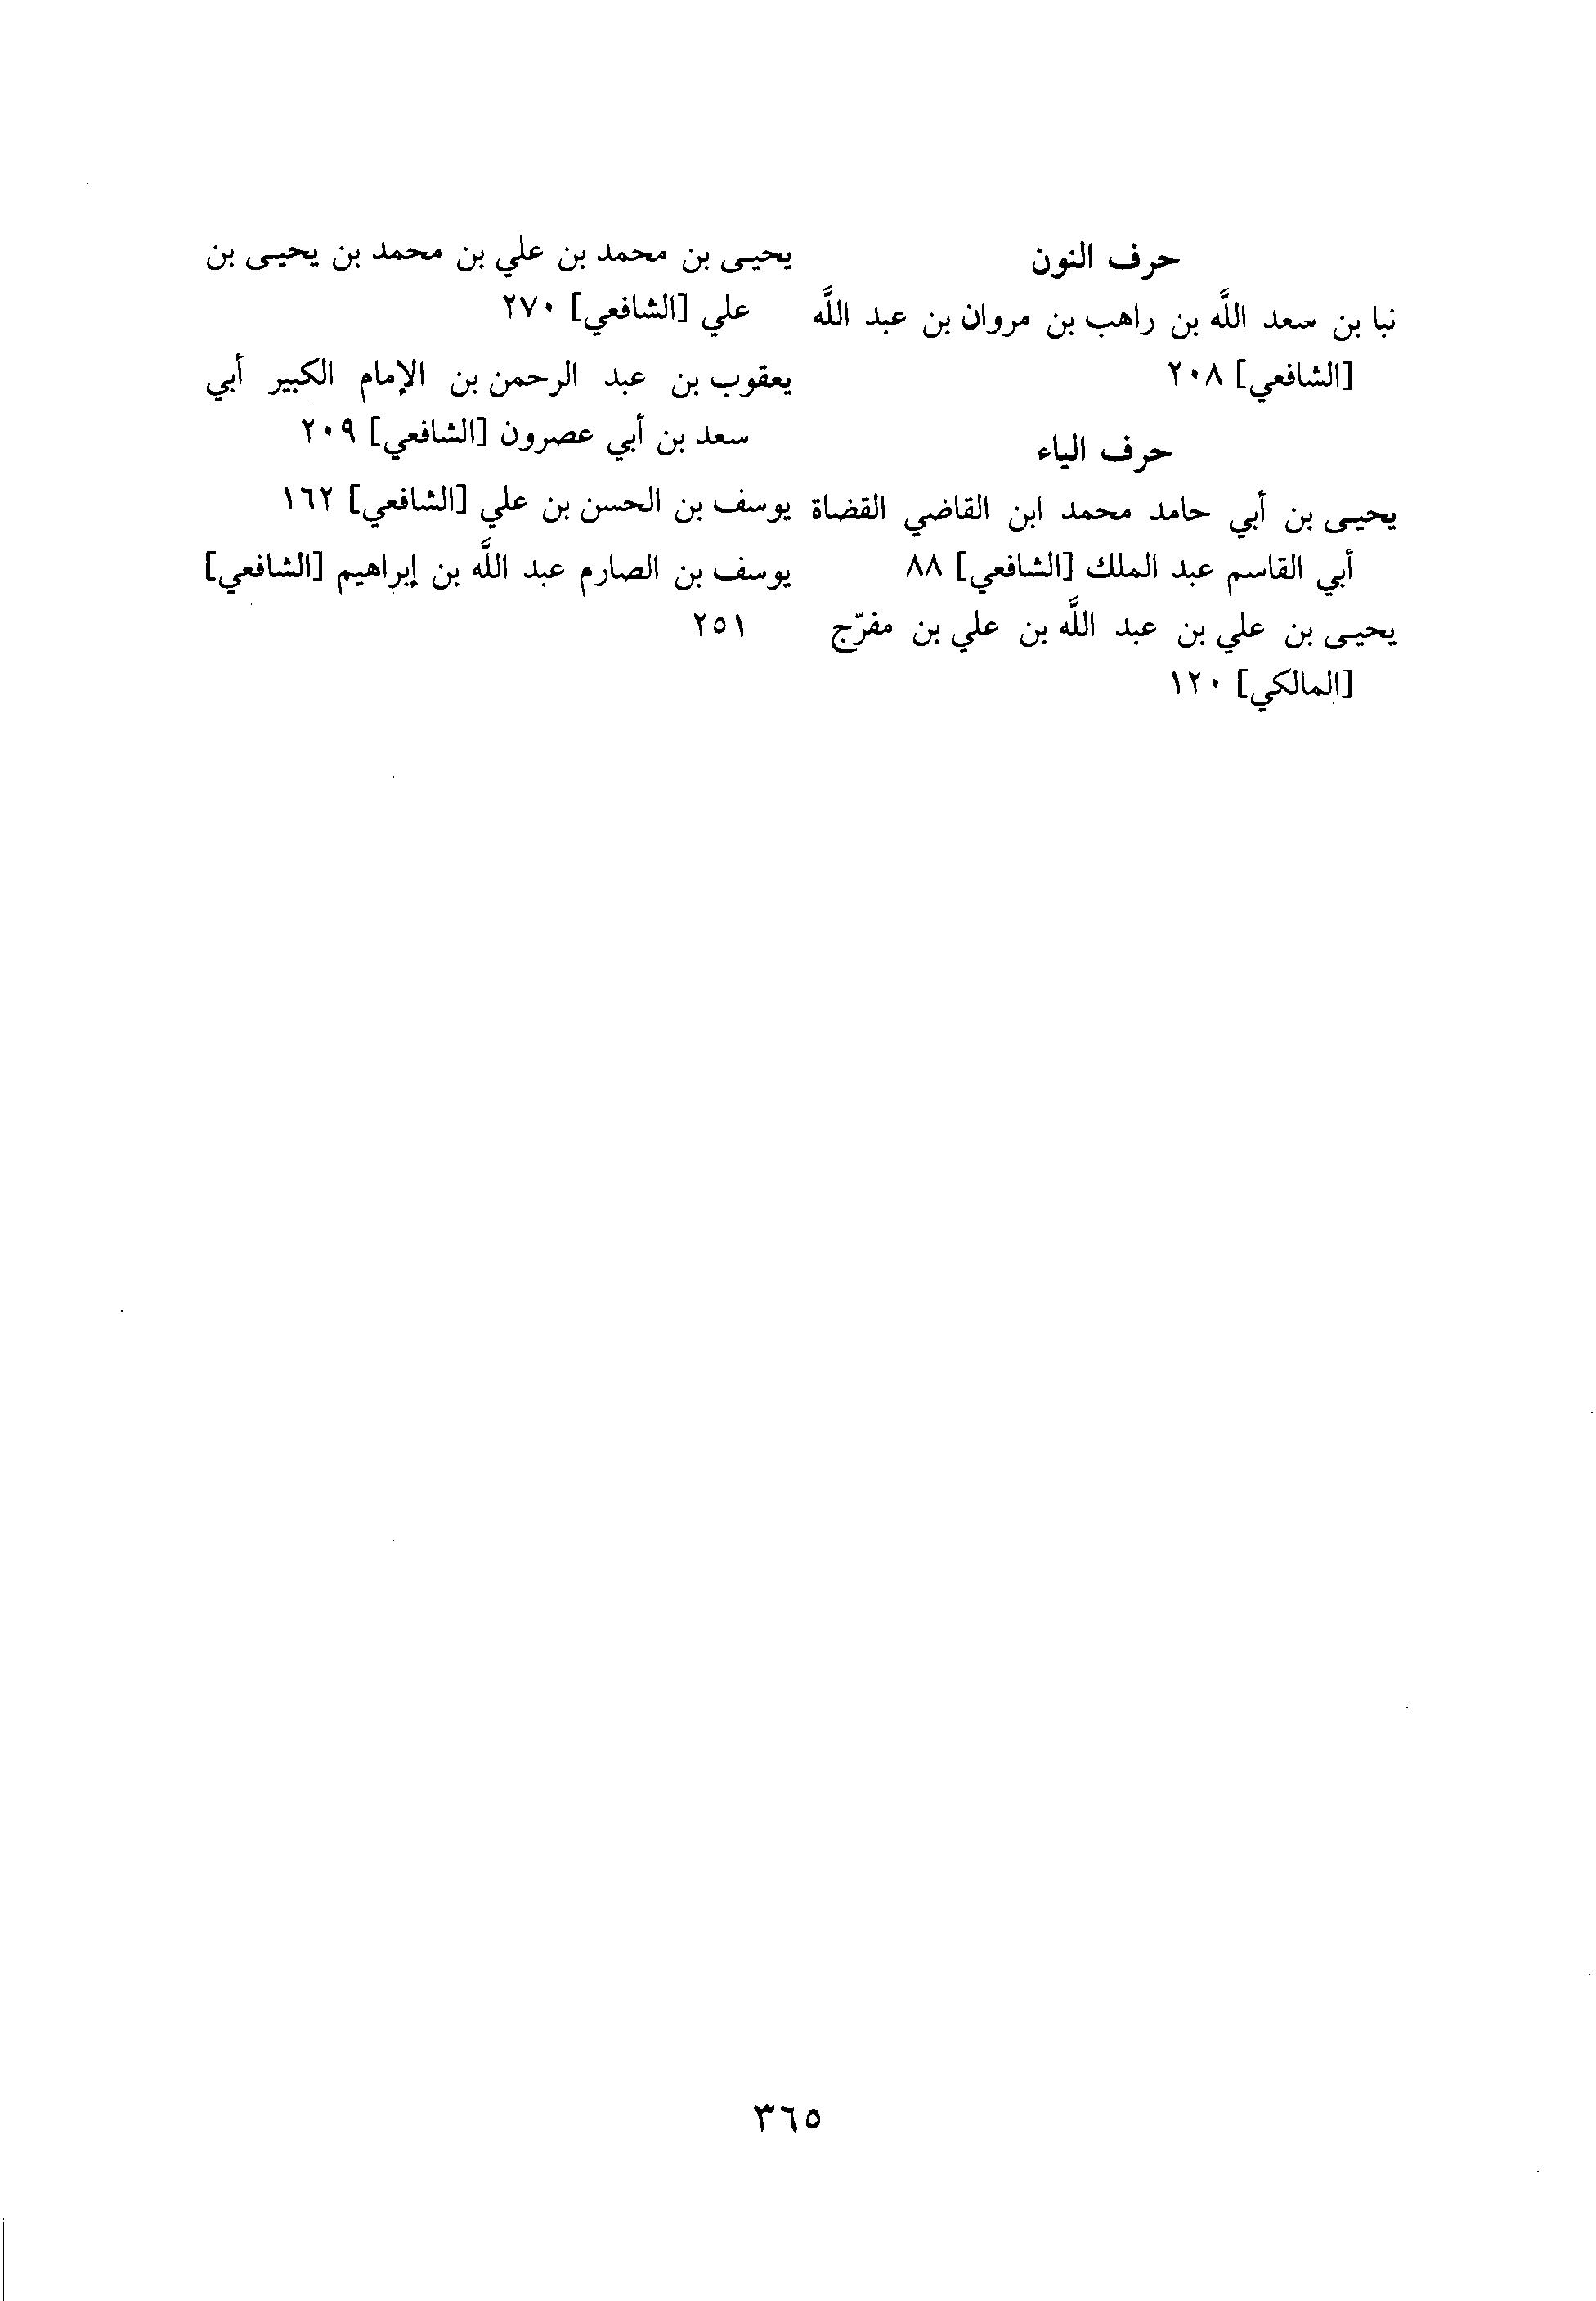 حرف النون
نبا بن سعد اللَّه بن راهب بن مروان بن عبد اللَّه
[الشافعي] ٢٠٨
حرف الياء
يحيى بن أبي حامد محمد ابن القاضي القضاة
أبي القاسم عبد الملك [الشافعي] ٨٨
يحيى بن علي بن عبد اللَّه بن علي بن مفرّج
[المالكي] ١٢٠
يحيى بن محمد بن علي بن محمد بن يحيى بن
علي [الشافعي] ٢٧٠
يعقوب بن عبد الرحمن بن الإمام الكبير أبي
سعد بن أبي عصرون [الشافعي] ٢٠٩
يوسف بن الحسن بن علي [الشافعي] ١٦٢
يوسف بن الصارم عبد اللَّه بن إبراهيم [الشافعي]
٢٥١
٣٦٥